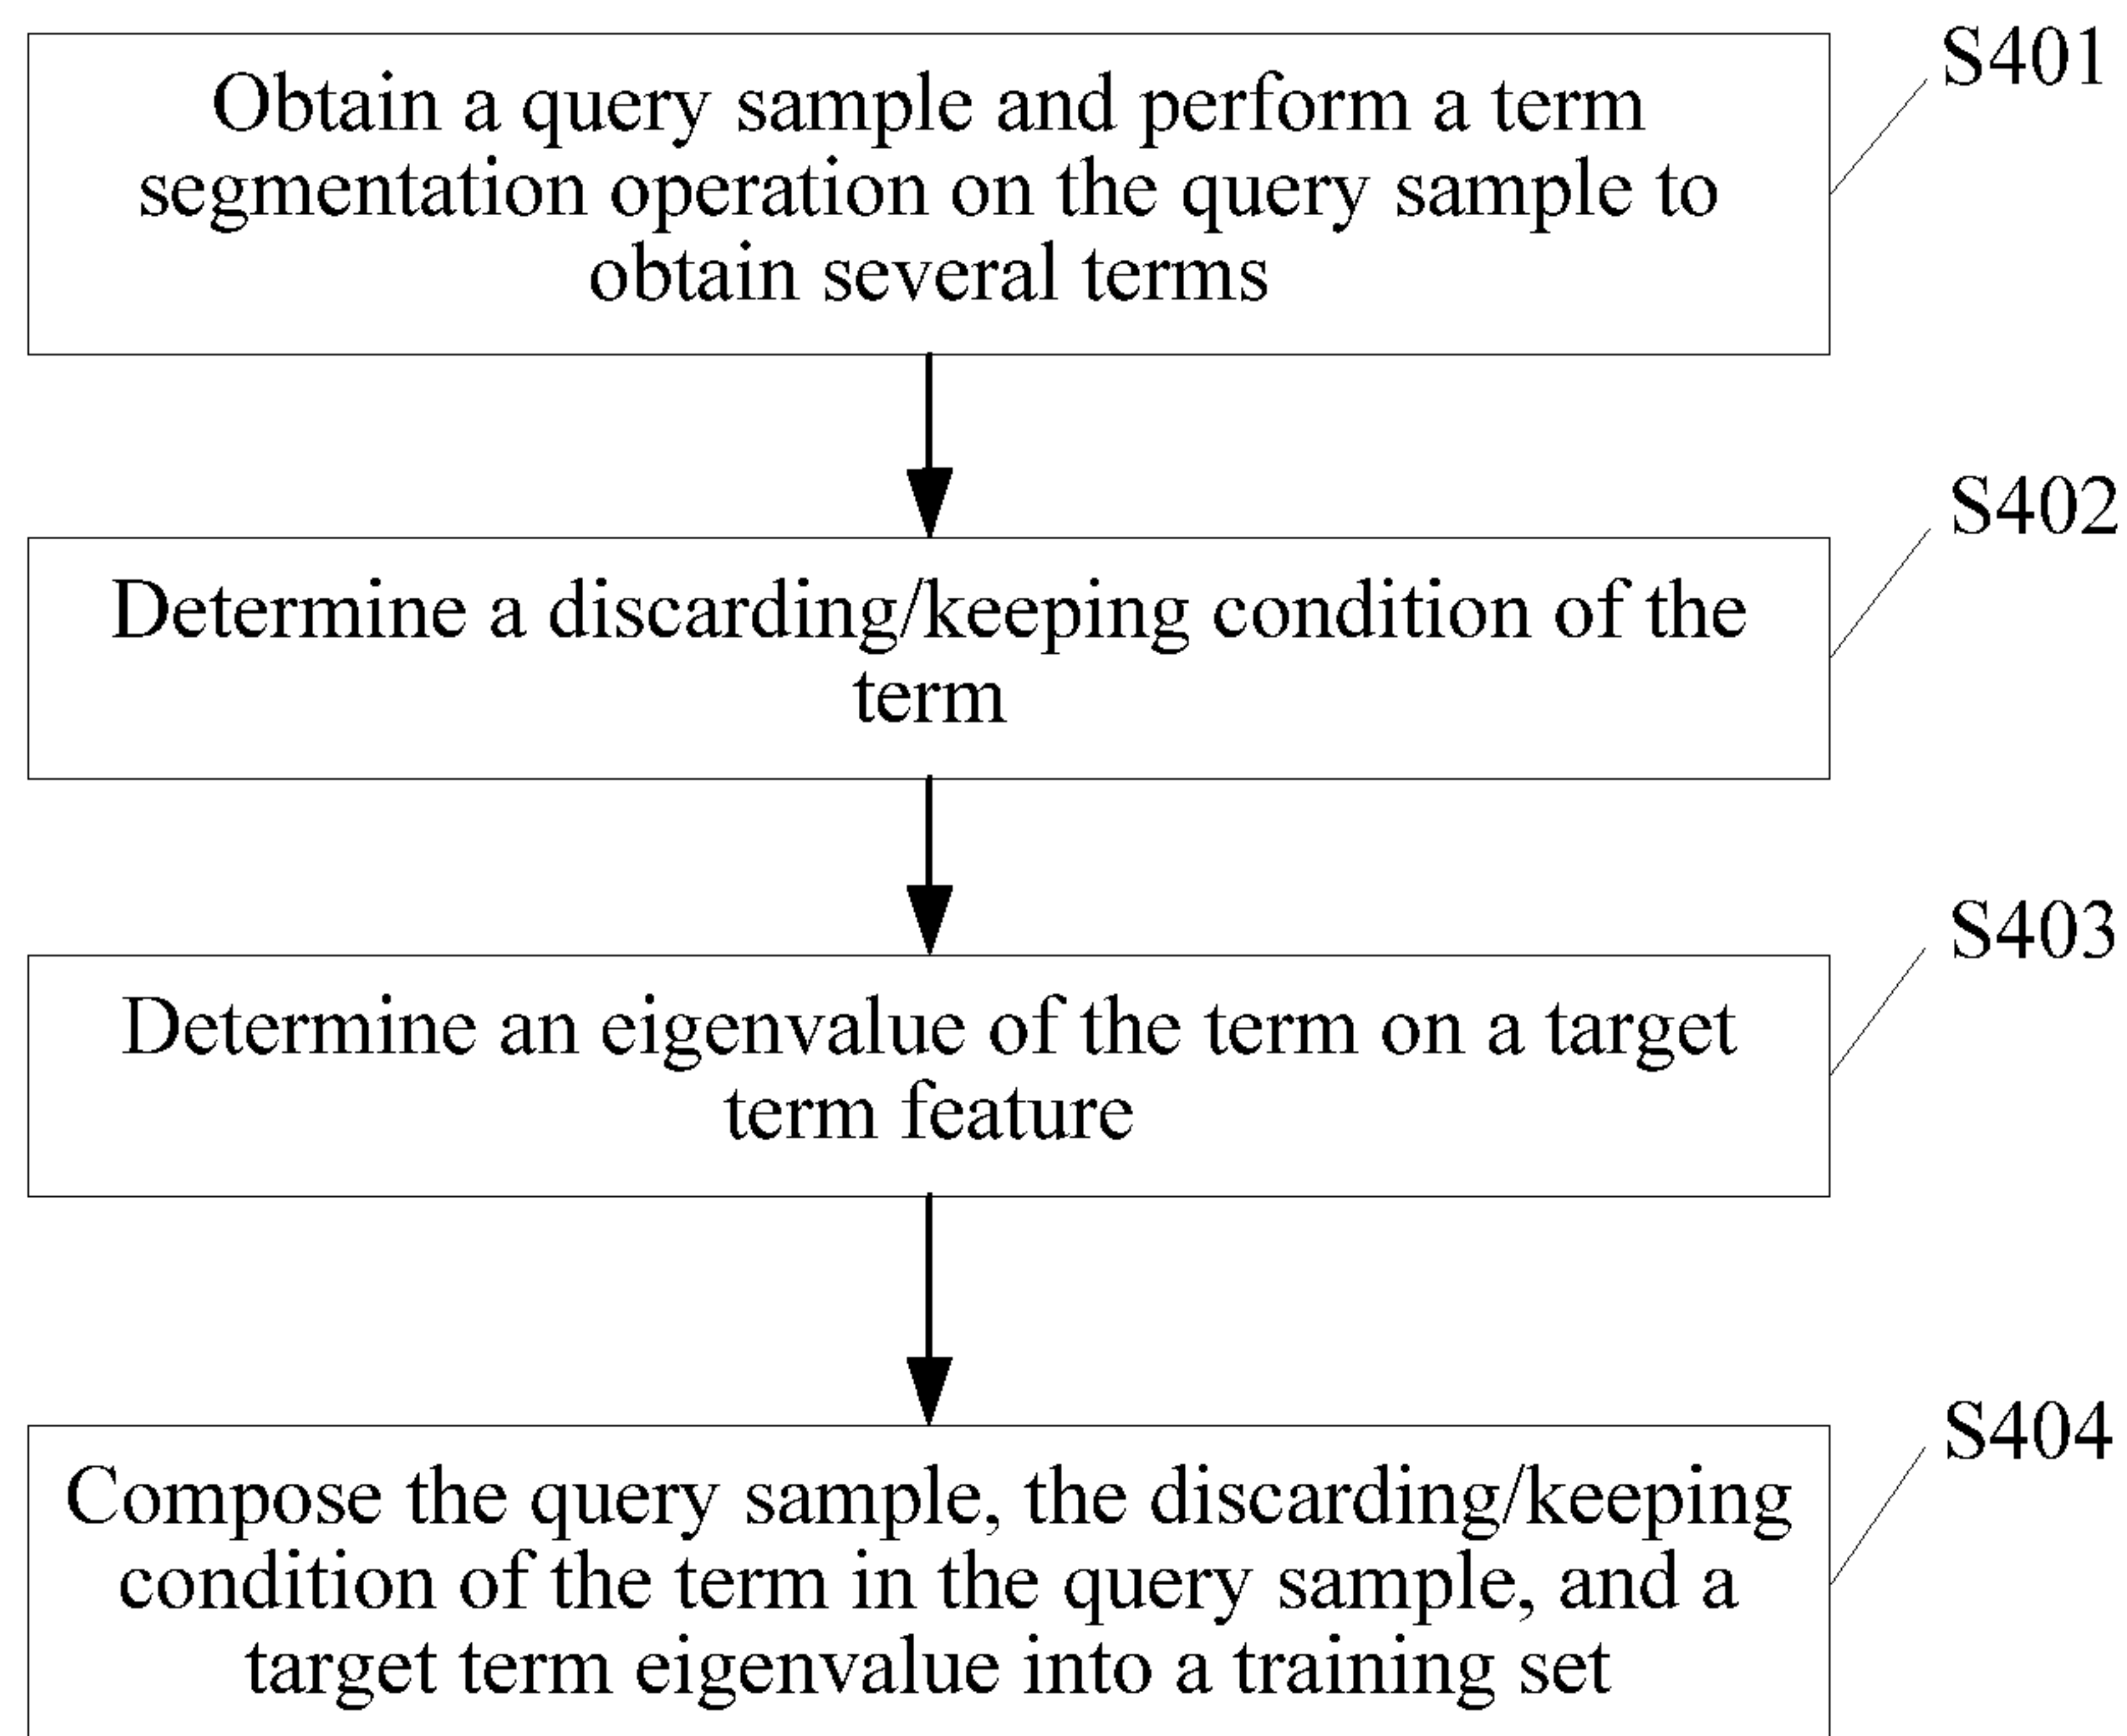 S401
Obtain a query sample and perform a term
segmentation operation on the query sample to
obtain several terms
S402
Determine a discarding/keeping condition of the
term
S403
Determine an eigenvalue of the term on a target
term feature
S404
Compose the query sample, the discarding/keeping
condition of the term in the query sample, and a
target term eigenvalue into a training set